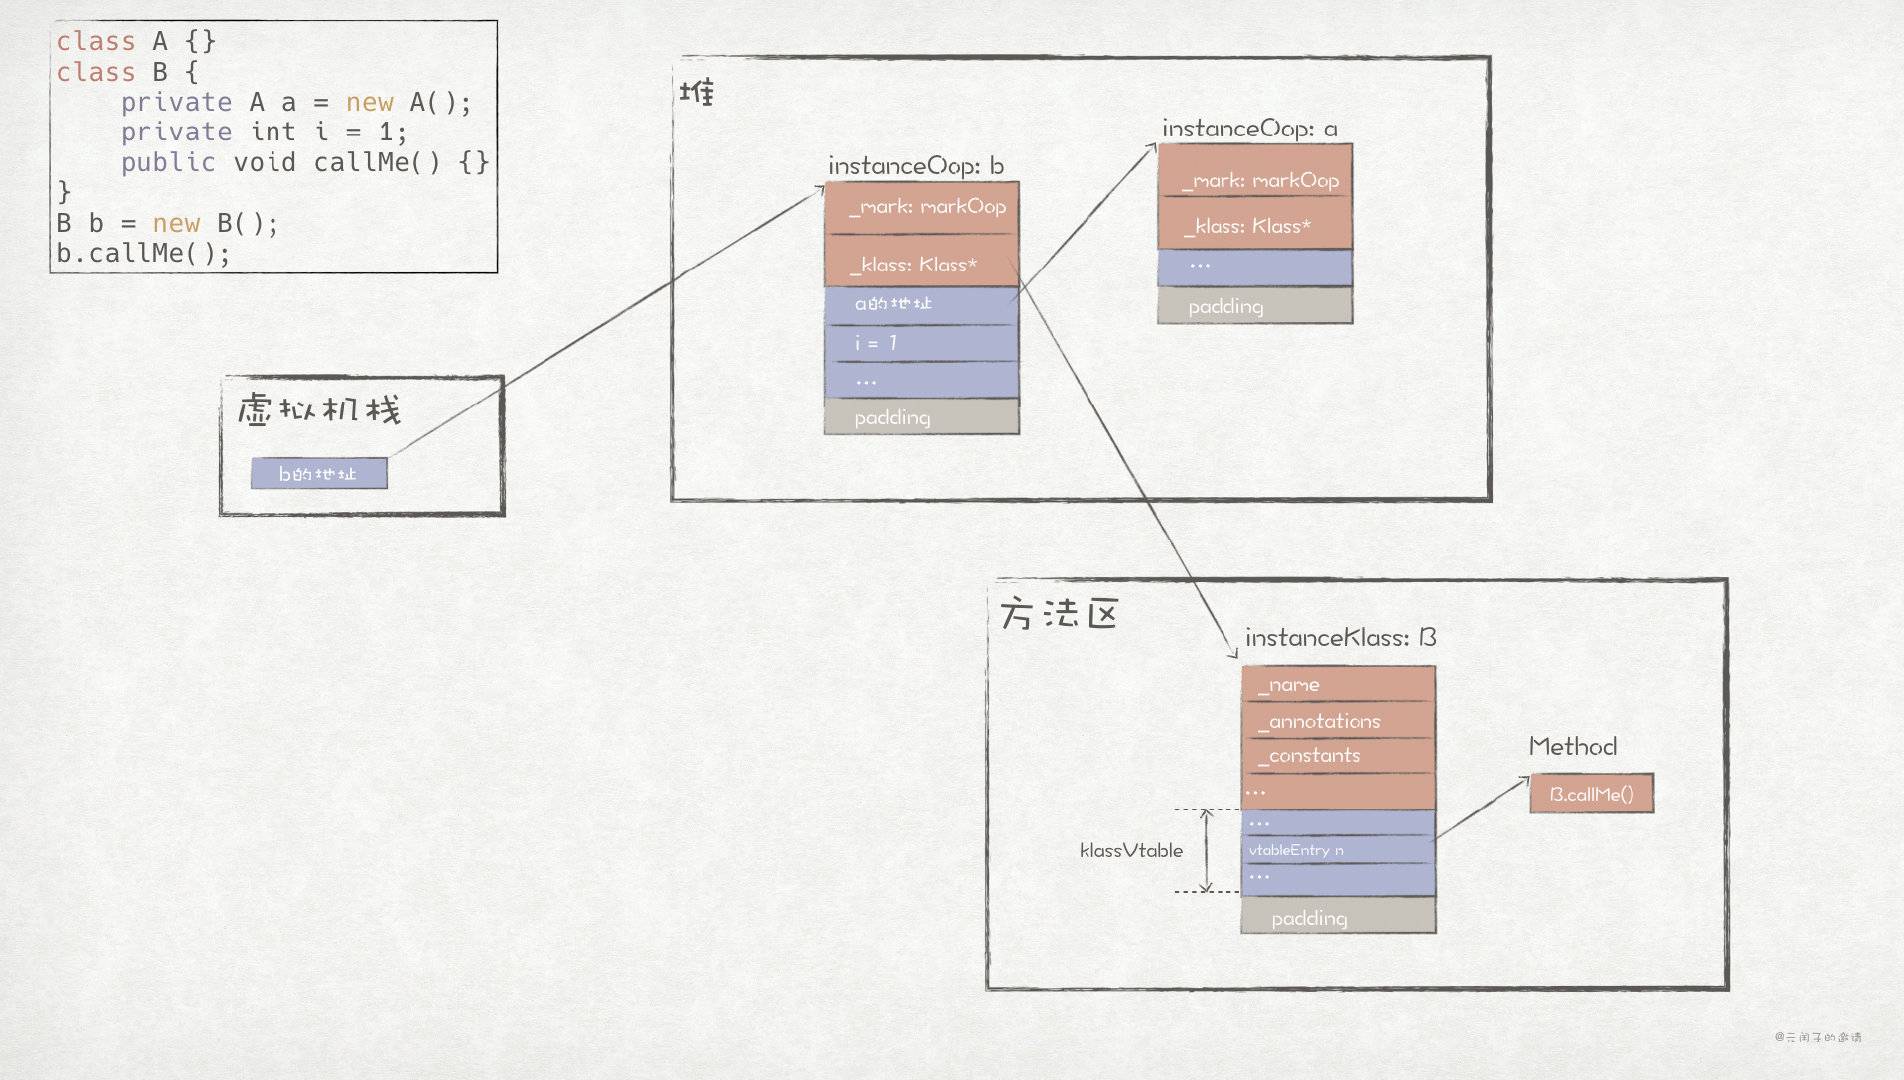 class A {}
class B {
    private A a = new A();
    private int i = 1;
    public void callMe() {}
}
B b = new B();
b.callMe();
堆
instanceOop: b
_mark: markOop
_klass: Klass*
a的地址
i = 1
...
padding
instanceOop: a
_mark: markOop
_klass: Klass*
...
padding
虚拟机栈
b的地址
方法区
instanceKlass: B
_name
_annotations
_constants
...
...
vtableEntry n
...
padding
klassVtable
Method
B.callMe()
@元闰子的邀请